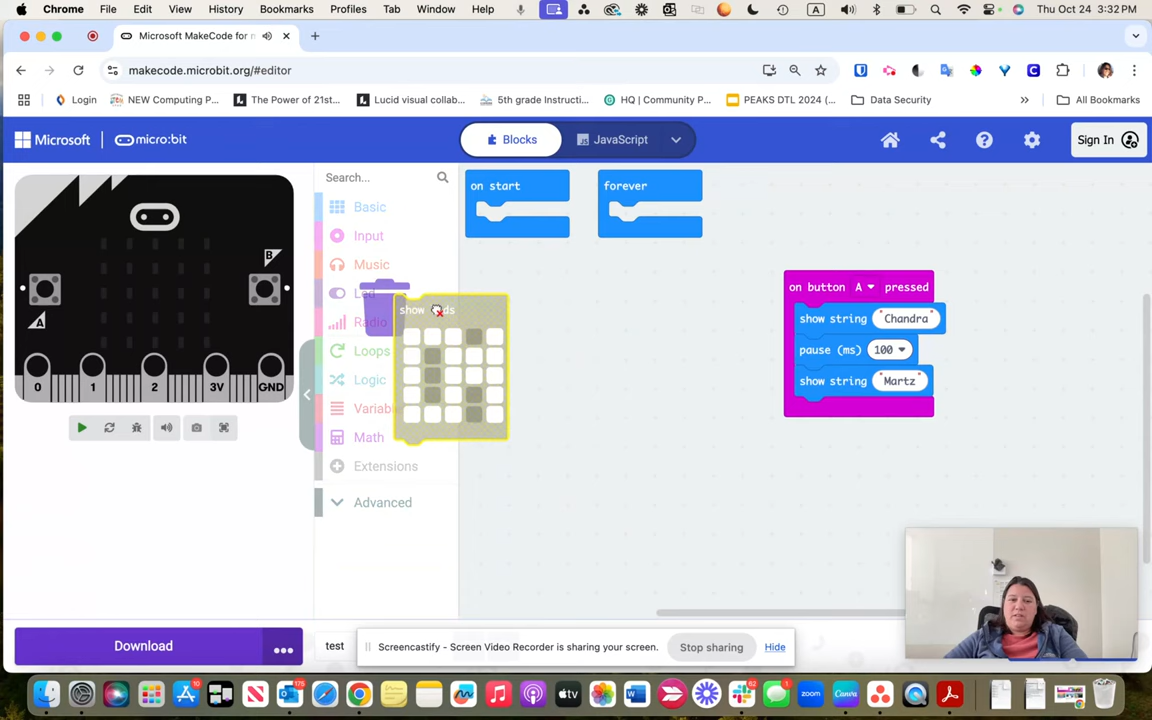 Chrome File Edit View History Bookmarks Profiles Tab Window Help A Thu Oct 24 3:32 PM
Microsoft MakeCode for m
makecode.microbit.org/#editor
Login NEW Computing P... The Power of 21st... Lucid visual collab... 5th grade Instructi... HQ | Community P... PEAKS DTL 2024 (... Data Security All Bookmarks
Microsoft micro:bit Blocks JavaScript Sign In
Search...
Basic
Input
Music
Led
Radio
Loops
Logic
Variab
Math
Extensions
Advanced
on start
forever
show
on button A pressed
show string "Chandra"
pause (ms) 100
show string "Martz"
B
A
0 1 2 3V GND
Download ... test
Screencastify - Screen Video Recorder is sharing your screen. Stop sharing Hide